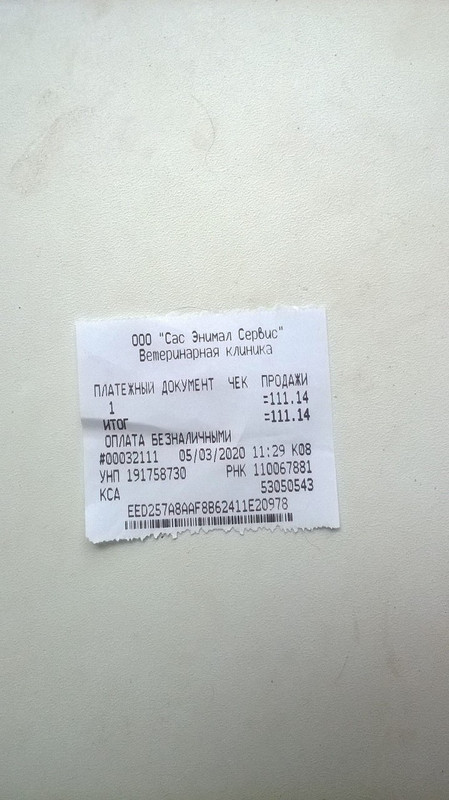 ООО "Сас Энимал Сервис"
Ветеринарная клиника
ПЛАТЕЖНЫЙ ДОКУМЕНТ ЧЕК ПРОДАЖИ
1 =111.14
ИТОГ =111.14
ОПЛАТА БЕЗНАЛИЧНЫМИ
#00032111 05/03/2020 11:29 К08
УНП 191758730 РНК 110067881
КСА 53050543
EED257A8AAF8B62411E20978